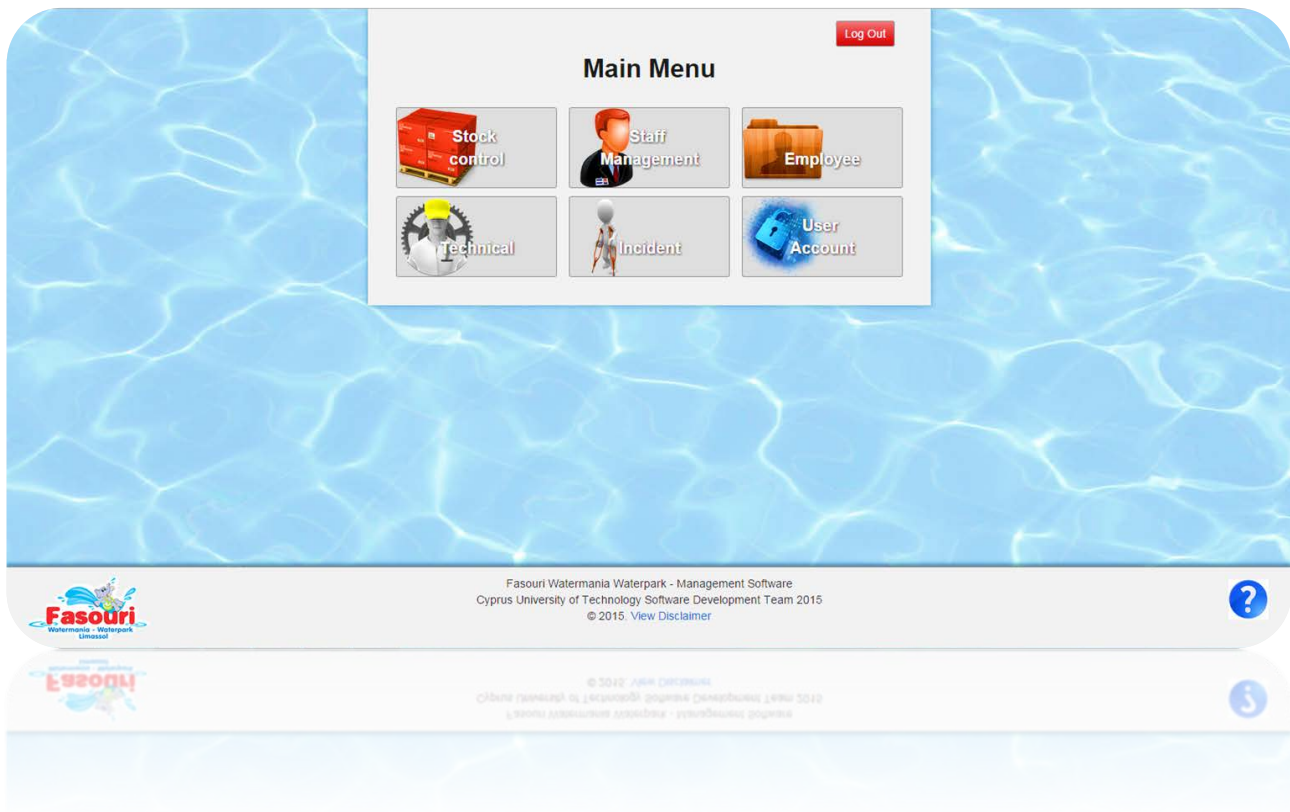 Log Out
Main Menu
Stock
control
Staff
Management
Employee
Technical
Incident
User
Account
Fasouri Watermania Waterpark - Management Software
Cyprus University of Technology Software Development Team 2015
© 2015. View Disclaimer
Fasouri
Watermania - Waterpark
Limassol
?